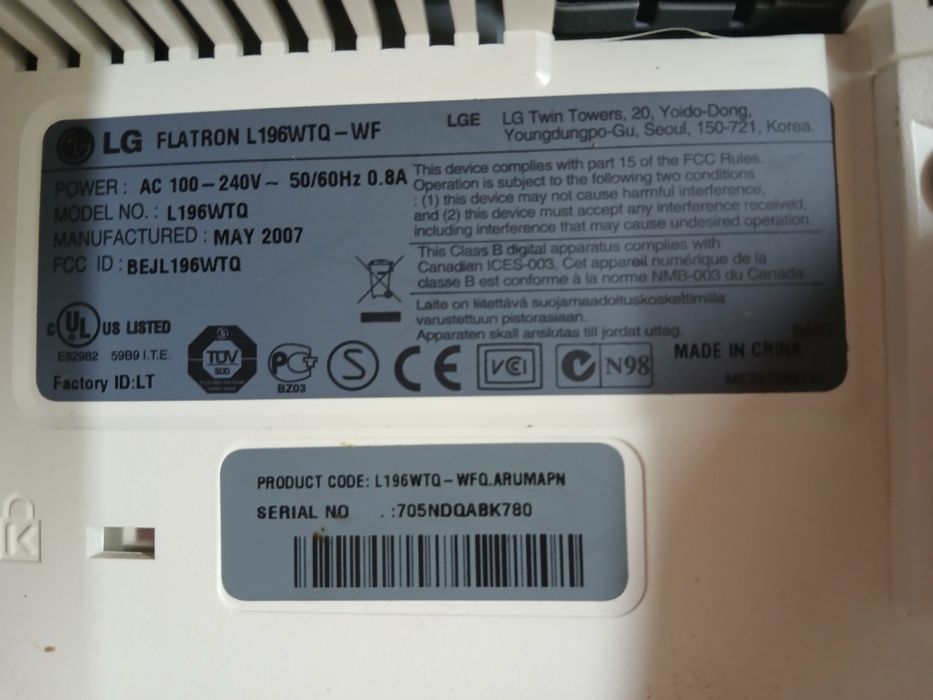 LG FLATRON L196WTQ-WF
LGE LG Twin Towers, 20, Yoido-Dong,
Youngdungpo-Gu, Seoul, 150-721, Korea.
POWER : AC 100-240V~ 50/60Hz 0.8A
MODEL NO. : L196WTQ
MANUFACTURED : MAY 2007
FCC ID : BEJL196WTQ
This device complies with part 15 of the FCC Rules.
Operation is subject to the following two conditions
: (1) this device may not cause harmful interference,
and (2) this device must accept any interference received,
including interference that may cause undesired operation.
This Class B digital apparatus complies with
Canadian ICES-003. Cet appareil numérique de la
classe B est conforme à la norme NMB-003 du Canada.
Laite on liitettävä suojamaadoituskoskettimilla
varustettuun pistorasiaan.
Apparaten skall anslutas till jordat uttag.
c UL US LISTED
E82982 59B9 I.T.E.
Factory ID:LT
TÜV
SÜD
BZ03
S
CE
VCI
N98
BMD
MADE IN CHINA
PRODUCT CODE: L196WTQ-WFQ.ARUMAPN
SERIAL NO . :705NDQABK780
K